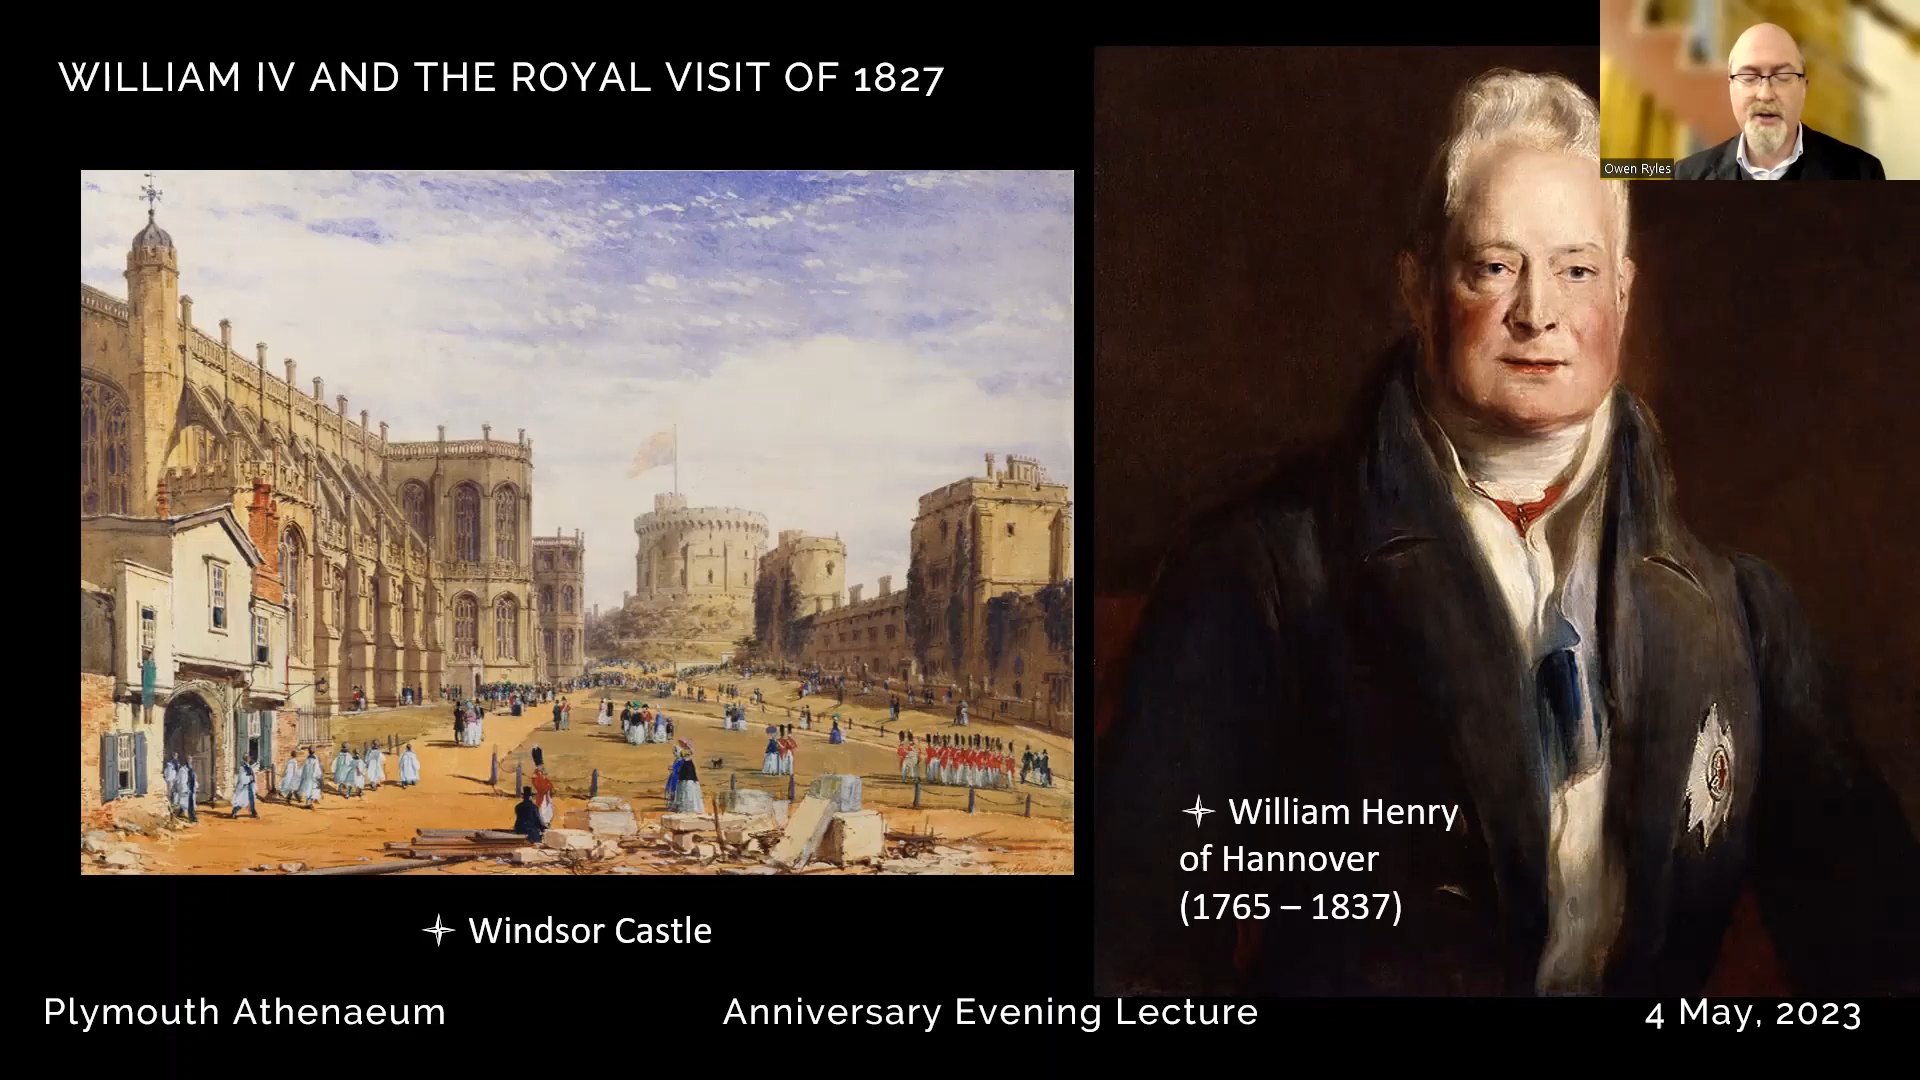 WILLIAM IV AND THE ROYAL VISIT OF 1827
Owen Ryles
William Henry
of Hannover
(1765 – 1837)
Windsor Castle
Plymouth Athenaeum
Anniversary Evening Lecture
4 May, 2023